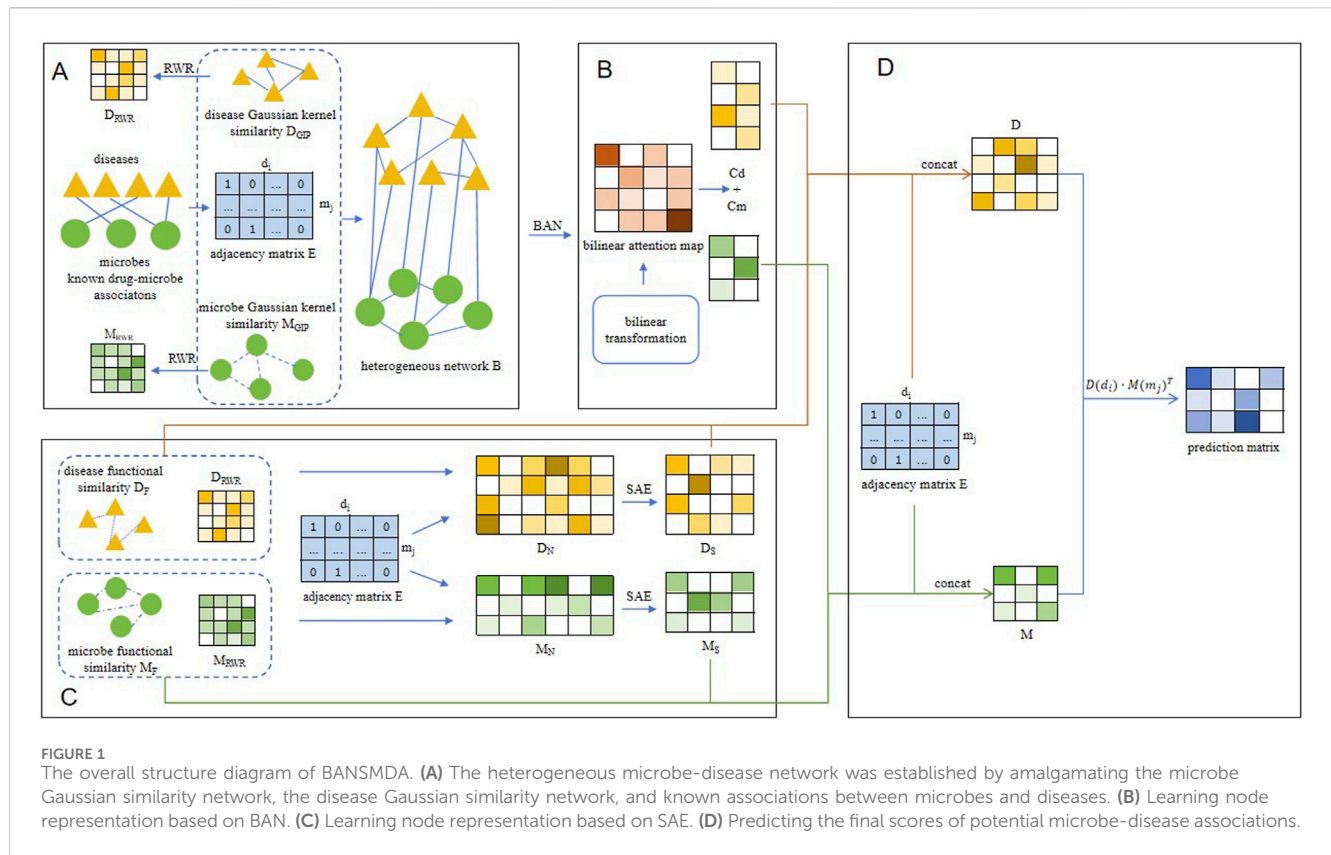 A
D_RWR
RWR
disease Gaussian kernel
similarity D_GIP
diseases
microbes
known drug-microbe
associatons
d_i
1 0 ... 0
... ... ... ...
0 1 ... 0
m_j
adjacency matrix E
microbe Gaussian kernel
similarity M_GIP
M_RWR
RWR
heterogeneous network B
BAN
B
bilinear attention map
Cd
+
Cm
bilinear
transformation
C
disease functional
similarity D_F
D_RWR
microbe functional
similarity M_F
M_RWR
d_i
1 0 ... 0
... ... ... ...
0 1 ... 0
m_j
adjacency matrix E
D_N
SAE
D_S
M_N
SAE
M_S
D
D
concat
d_i
1 0 ... 0
... ... ... ...
0 1 ... 0
m_j
adjacency matrix E
concat
M
D(d_i) · M(m_j)^T
prediction matrix
FIGURE 1
The overall structure diagram of BANSMDA. (A) The heterogeneous microbe-disease network was established by amalgamating the microbe
Gaussian similarity network, the disease Gaussian similarity network, and known associations between microbes and diseases. (B) Learning node
representation based on BAN. (C) Learning node representation based on SAE. (D) Predicting the final scores of potential microbe-disease associations.